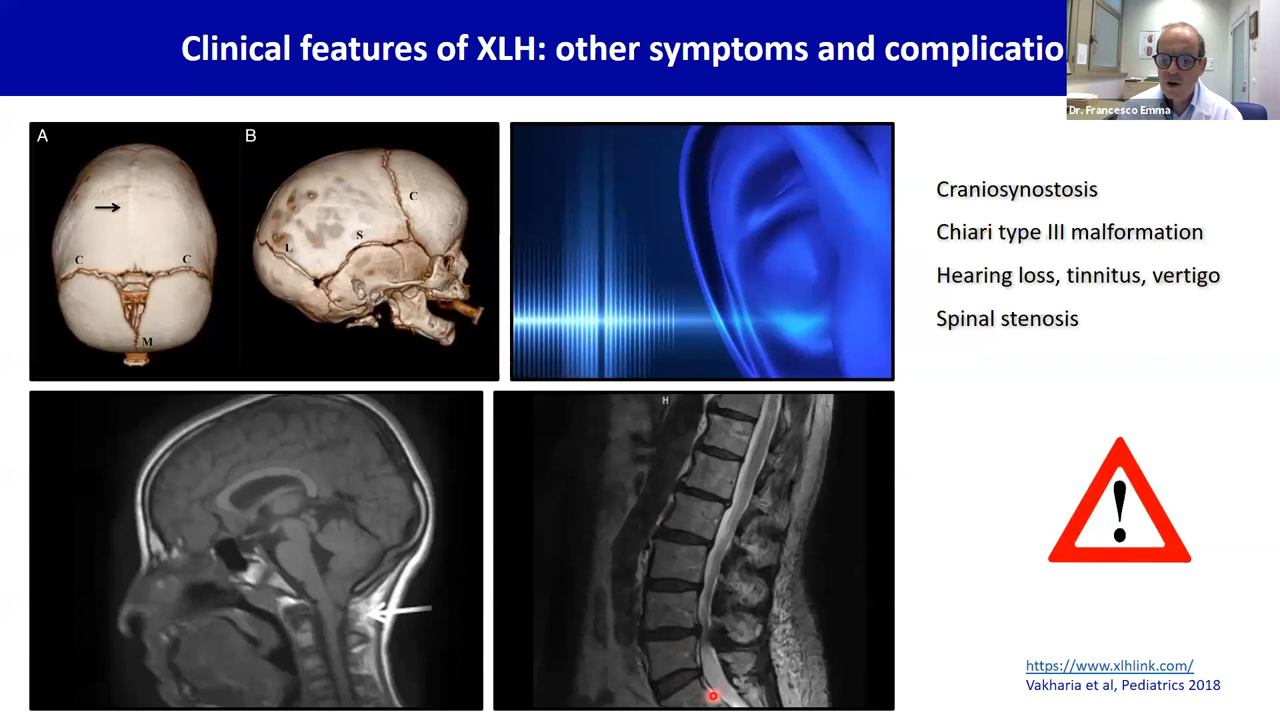 Clinical features of XLH: other symptoms and complicatio
Dr. Francesco Emma
A
B
C
C
M
C
S
L
H
Craniosynostosis
Chiari type III malformation
Hearing loss, tinnitus, vertigo
Spinal stenosis
!
https://www.xlhlink.com/
Vakharia et al, Pediatrics 2018